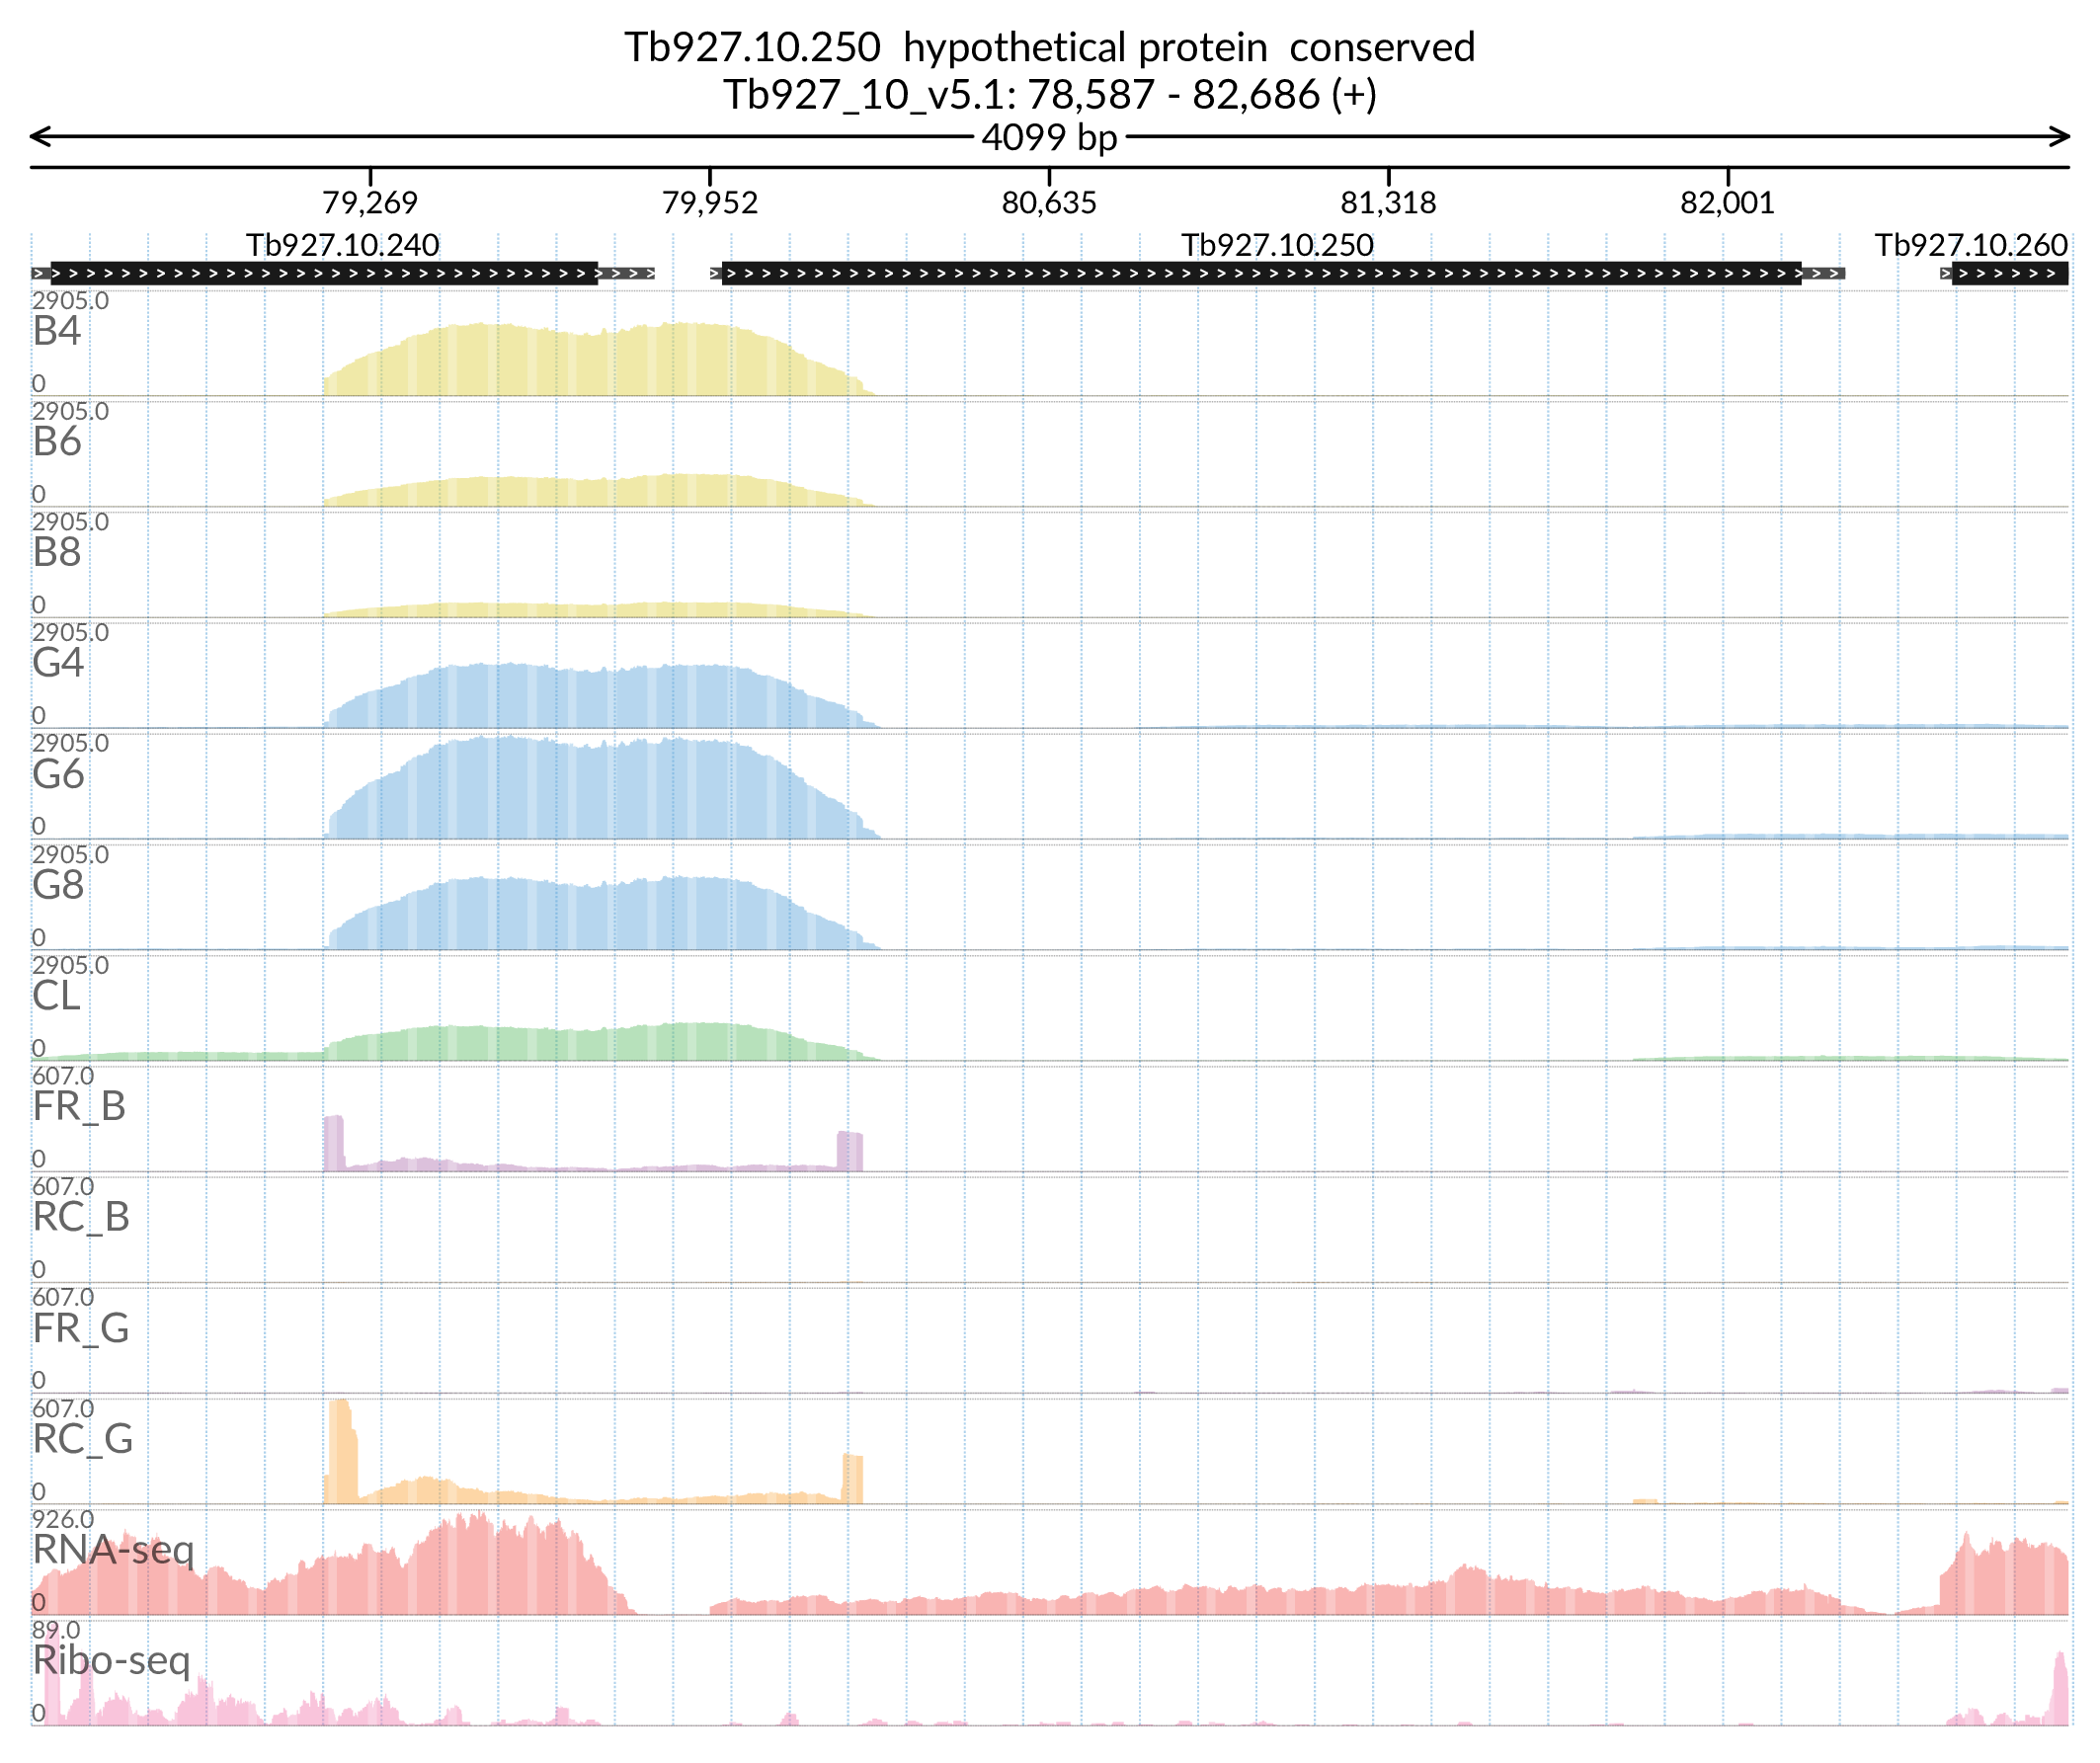 Tb927.10.250  hypothetical protein  conserved
Tb927_10_v5.1: 78,587 - 82,686 (+)
4099 bp
79,269 79,952 80,635 81,318 82,001
Tb927.10.240 Tb927.10.250 Tb927.10.260
2905.0
B4
0
2905.0
B6
0
2905.0
B8
0
2905.0
G4
0
2905.0
G6
0
2905.0
G8
0
2905.0
CL
0
607.0
FR_B
0
607.0
RC_B
0
607.0
FR_G
0
607.0
RC_G
0
926.0
RNA-seq
0
89.0
Ribo-seq
0